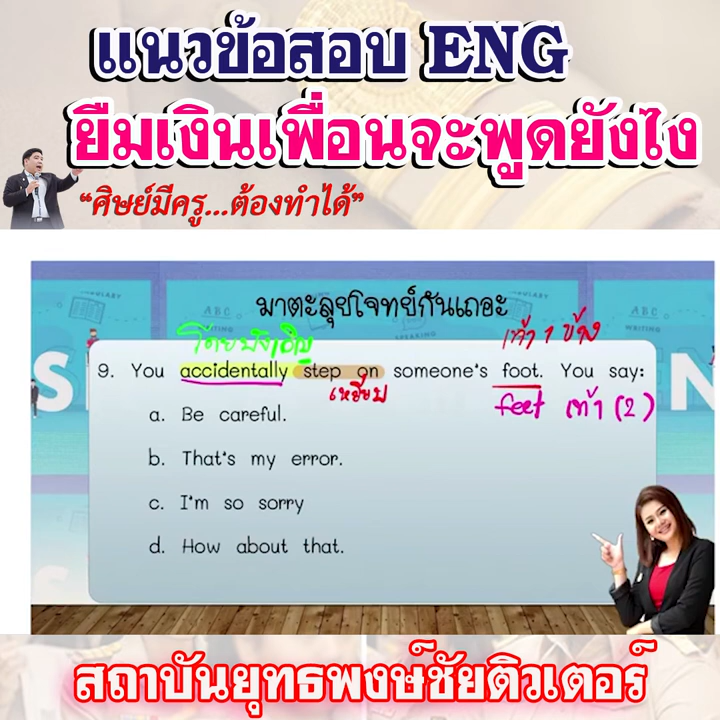 แนวข้อสอบ ENG
ยืมเงินเพื่อนจะพูดยังไง
“ศิษย์มีครู...ต้องทำได้”
มาตะลุยโจทย์กันเถอะ
โดยบังเอิญ
เท้า 1 ข้าง
9. You accidentally step on someone's foot. You say:
เหยียบ
feet เท้า (2)
a. Be careful.
b. That's my error.
c. I'm so sorry
d. How about that.
สถาบันยุทธพงษ์ชัยติวเตอร์